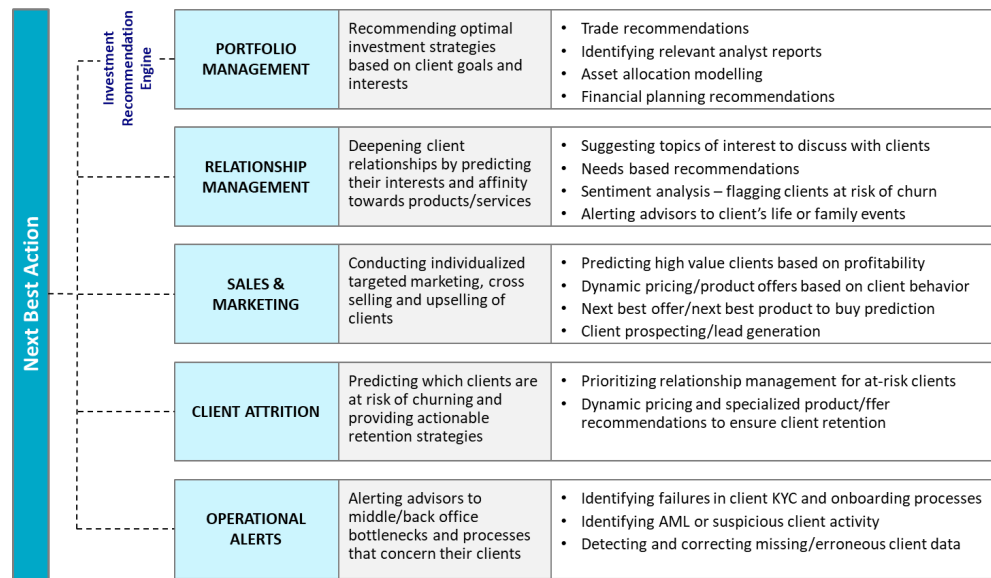 Next Best Action
Investment
Recommendation
Engine
PORTFOLIO
MANAGEMENT
Recommending optimal
investment strategies
based on client goals and
interests
• Trade recommendations
• Identifying relevant analyst reports
• Asset allocation modelling
• Financial planning recommendations
RELATIONSHIP
MANAGEMENT
Deepening client
relationships by predicting
their interests and affinity
towards products/services
• Suggesting topics of interest to discuss with clients
• Needs based recommendations
• Sentiment analysis – flagging clients at risk of churn
• Alerting advisors to client’s life or family events
SALES &
MARKETING
Conducting individualized
targeted marketing, cross
selling and upselling of
clients
• Predicting high value clients based on profitability
• Dynamic pricing/product offers based on client behavior
• Next best offer/next best product to buy prediction
• Client prospecting/lead generation
CLIENT ATTRITION
Predicting which clients are
at risk of churning and
providing actionable
retention strategies
• Prioritizing relationship management for at-risk clients
• Dynamic pricing and specialized product/ffer
recommendations to ensure client retention
OPERATIONAL
ALERTS
Alerting advisors to
middle/back office
bottlenecks and processes
that concern their clients
• Identifying failures in client KYC and onboarding processes
• Identifying AML or suspicious client activity
• Detecting and correcting missing/erroneous client data